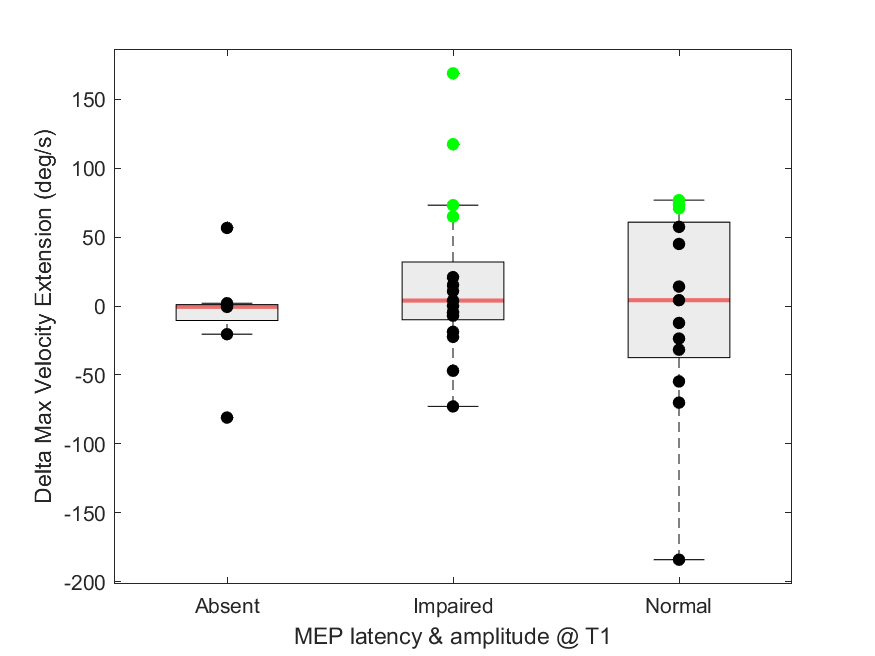 150
100
50
0
-50
-100
-150
-200
Delta Max Velocity Extension (deg/s)
Absent Impaired Normal
MEP latency & amplitude @ T1